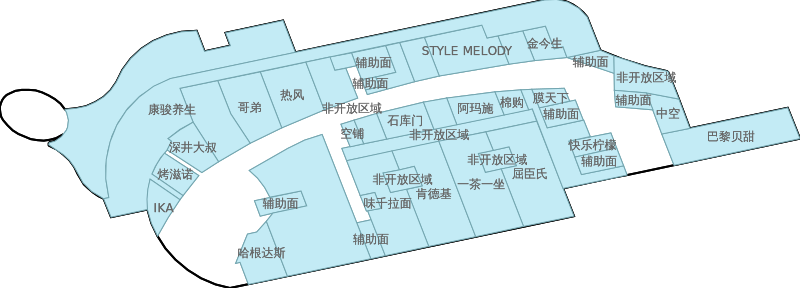 金今生
STYLE MELODY
辅助面
辅助面
非开放区域
辅助面
辅助面
热风
非开放区域
哥弟
康骏养生
辅助面
膜天下
棉购
阿玛施
辅助面
中空
石库门
空铺
非开放区域
巴黎贝甜
深井大叔
快乐柠檬
辅助面
非开放区域
屈臣氏
烤滋诺
非开放区域
一茶一坐
肯德基
味千拉面
IKA
辅助面
辅助面
哈根达斯